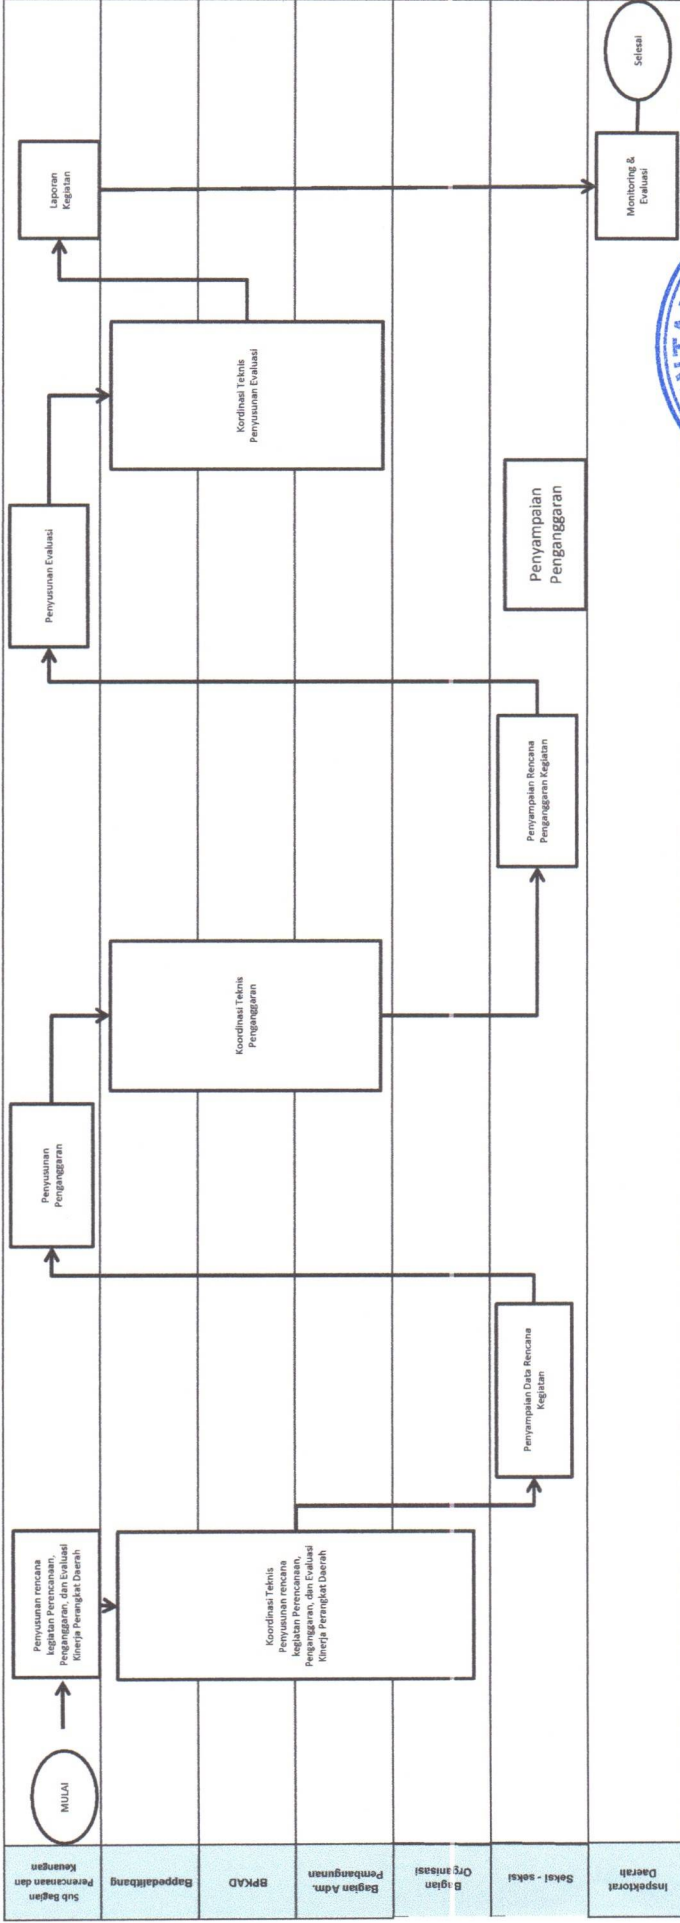 Sub Bagian
Perencanaan dan
Keuangan
Bappedalitbang
BPKAD
Bagian Adm.
Pembangunan
Bagian
Organisasi
Seksi - seksi
Inspektorat
Daerah
MULAI
Penyusunan rencana
kegiatan Perencanaan,
Penganggaran, dan Evaluasi
Kinerja Perangkat Daerah
Koordinasi Teknis
Penyusunan rencana
kegiatan Perencanaan,
Penganggaran, dan Evaluasi
Kinerja Perangkat Daerah
Penyampaian Data Rencana
Kegiatan
Penyusunan
Penganggaran
Koordinasi Teknis
Penganggaran
Penyampaian Rencana
Penganggaran Kegiatan
Penyusunan Evaluasi
Penyampaian
Penganggaran
Kordinasi Teknis
Penyusunan Evaluasi
Laporan
Kegiatan
Monitoring &
Evaluasi
Selesai